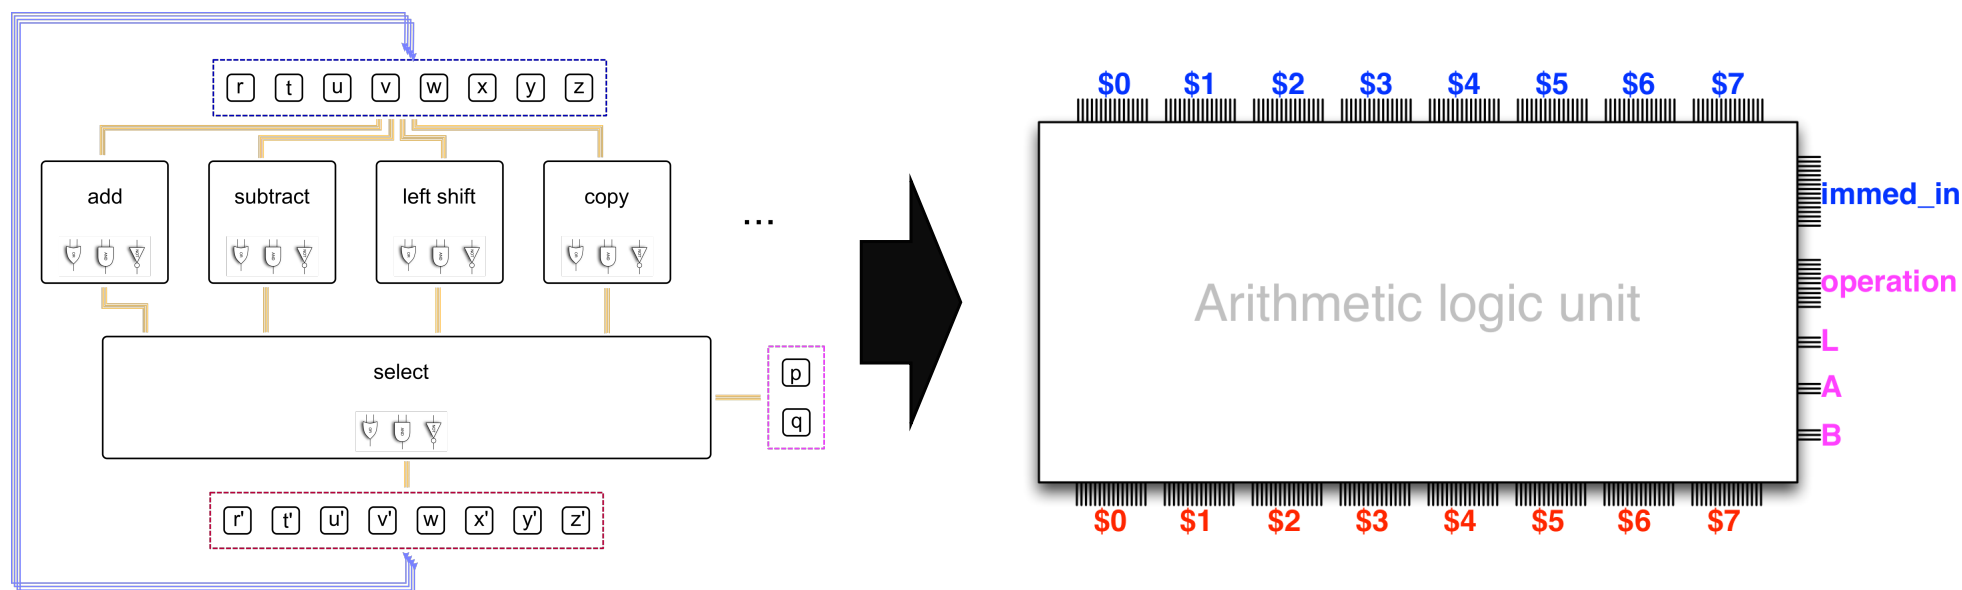 r t u v w x y z
add subtract left shift copy ...
select
p
q
r' t' u' v' w x' y' z'
$0 $1 $2 $3 $4 $5 $6 $7
immed_in
operation
Arithmetic logic unit
L
A
B
$0 $1 $2 $3 $4 $5 $6 $7